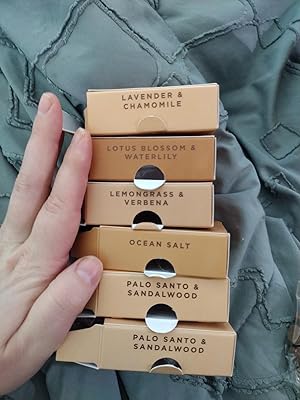 LAVENDER &
CHAMOMILE
LOTUS BLOSSOM &
WATERLILY
LEMONGRASS &
VERBENA
OCEAN SALT
PALO SANTO &
SANDALWOOD
PALO SANTO &
SANDALWOOD